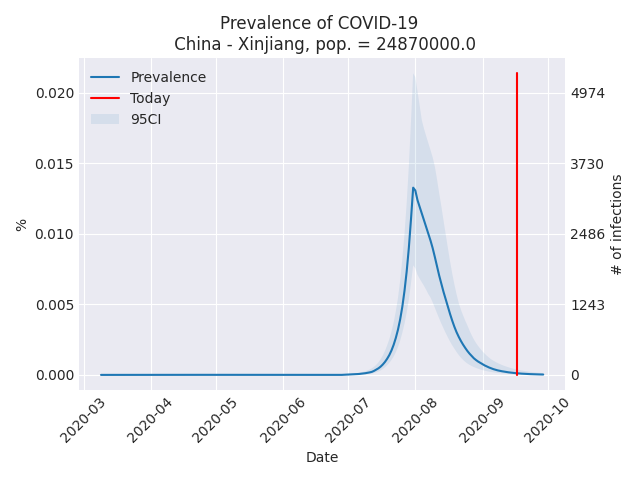 Prevalence of COVID-19
China - Xinjiang, pop. = 24870000.0
Prevalence
Today
95CI
0.020
0.015
0.010
0.005
0.000
%
4974
3730
2486
1243
0
# of infections
2020-03
2020-04
2020-05
2020-06
2020-07
2020-08
2020-09
2020-10
Date